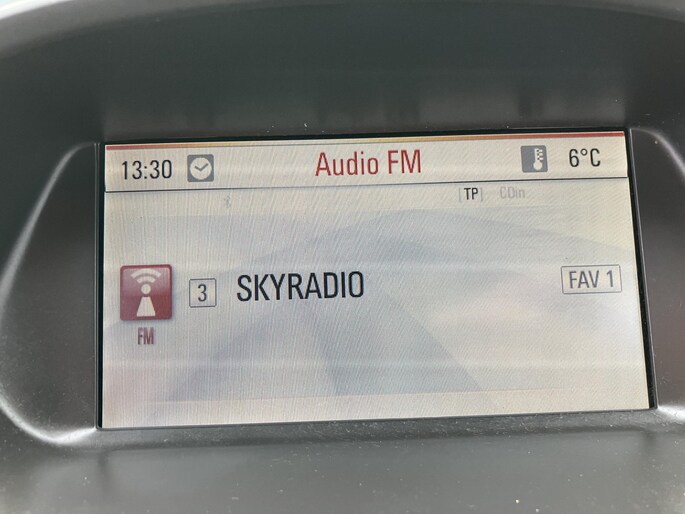 13:30 Audio FM 6°C
[TP] COin.
3 SKYRADIO FAV 1
FM